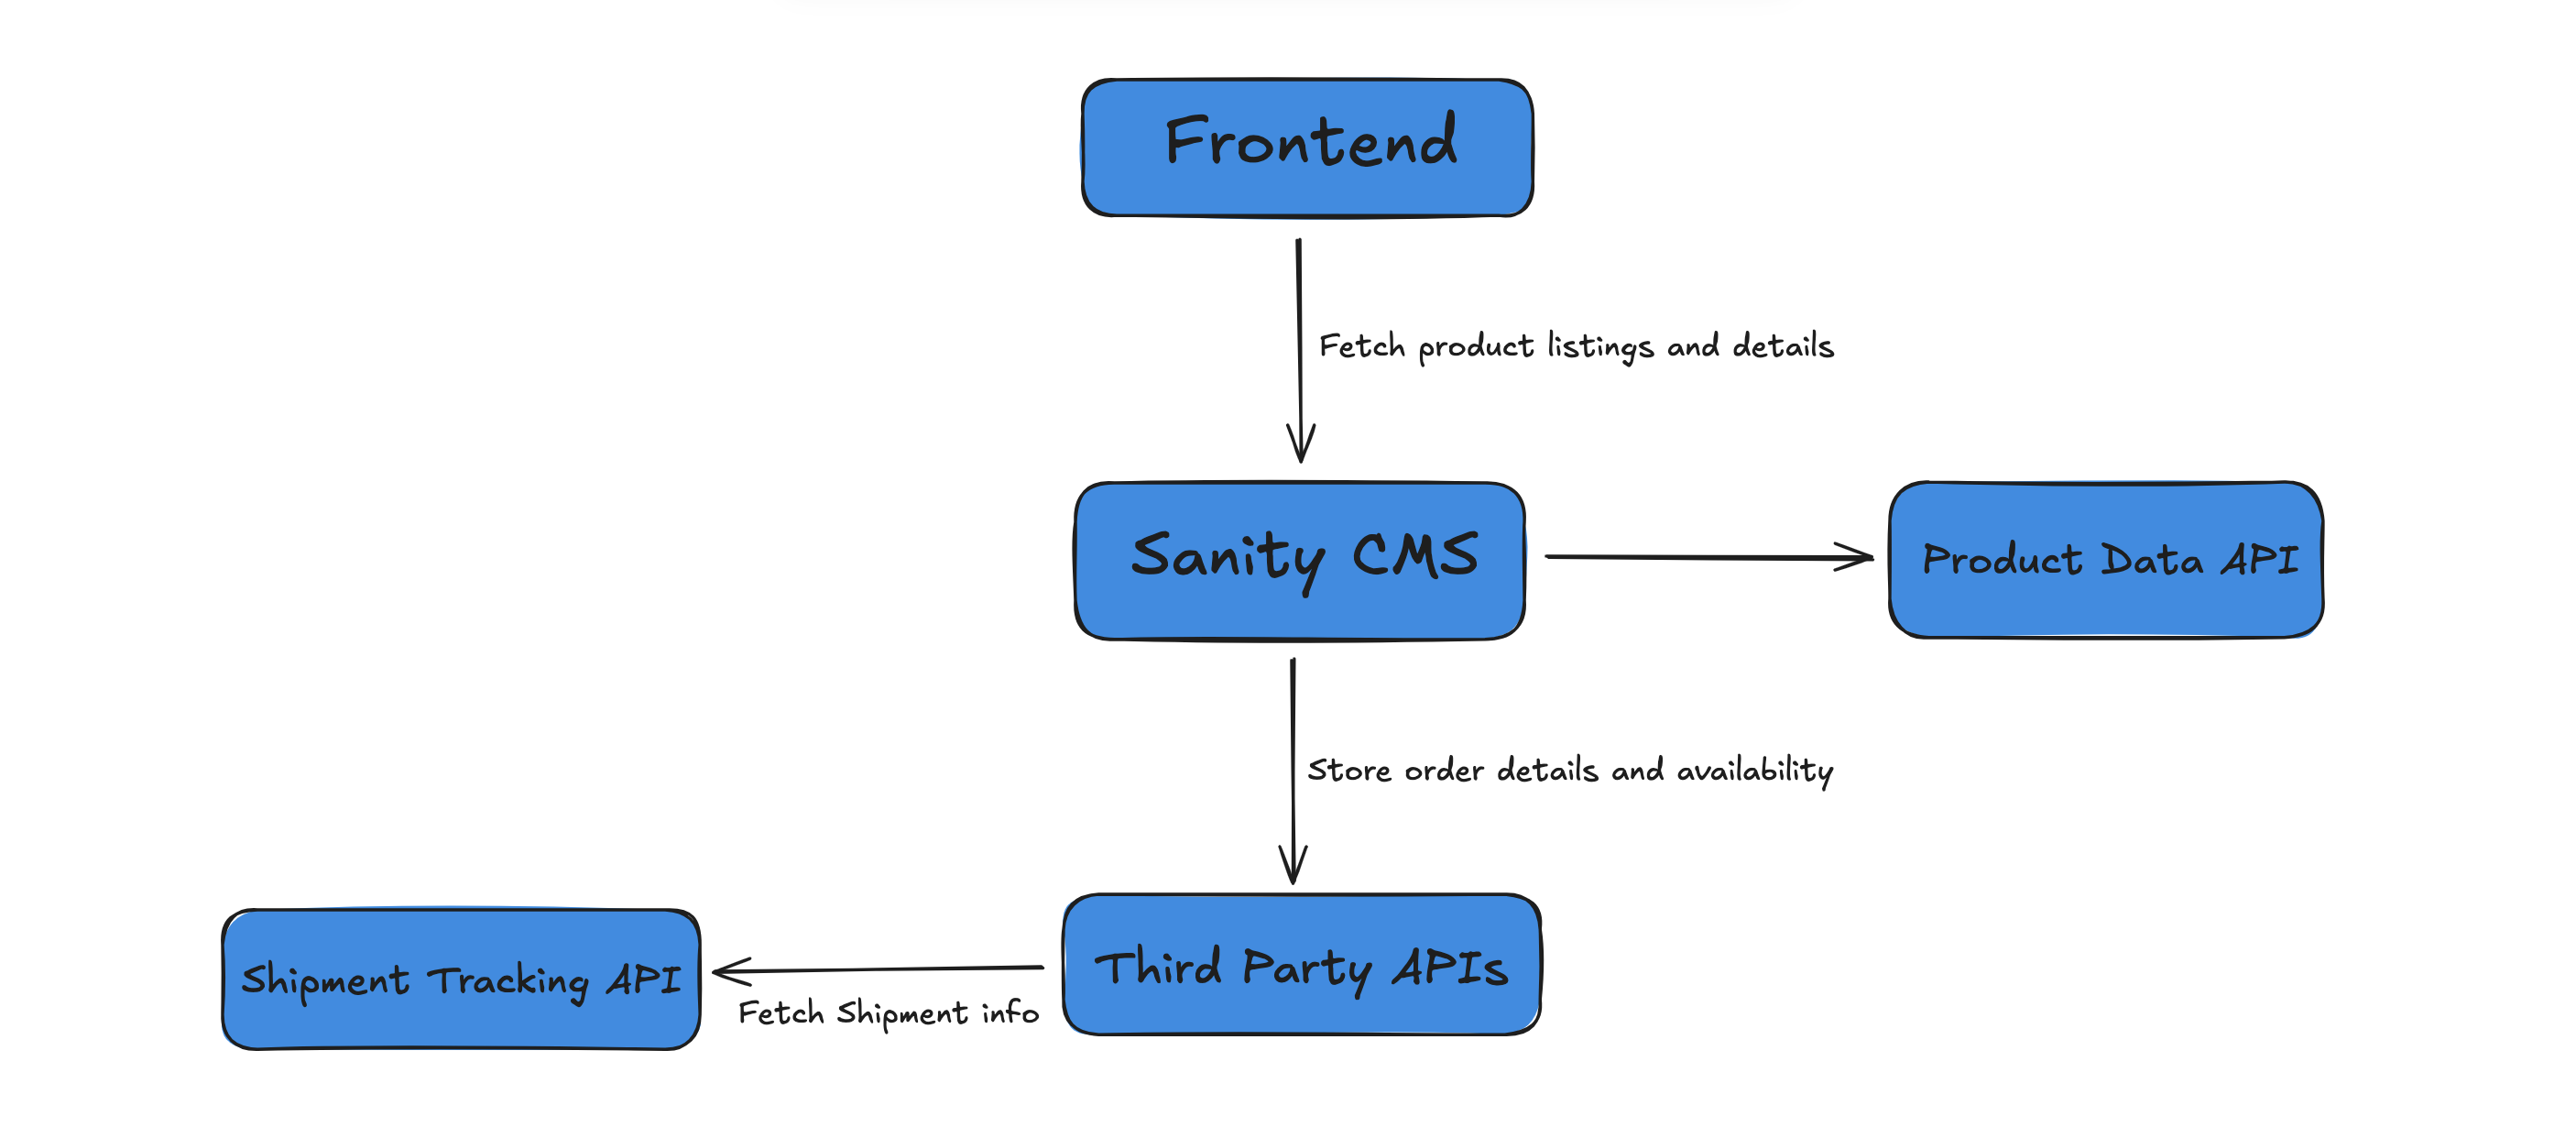 Frontend
Fetch product listings and details
Sanity CMS
Product Data API
Store order details and availability
Third Party APIs
Shipment Tracking API
Fetch Shipment info